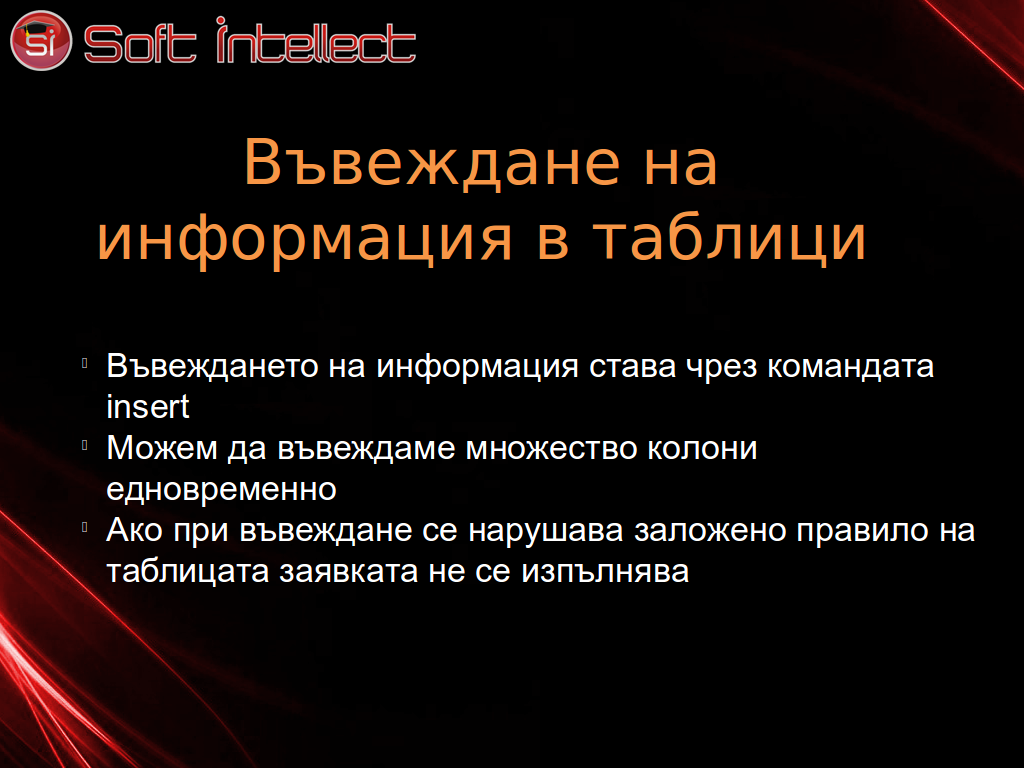 Si Soft Intellect
Въвеждане на
информация в таблици
Въвеждането на информация става чрез командата
insert
Можем да въвеждаме множество колони
едновременно
Ако при въвеждане се нарушава заложено правило на
таблицата заявката не се изпълнява